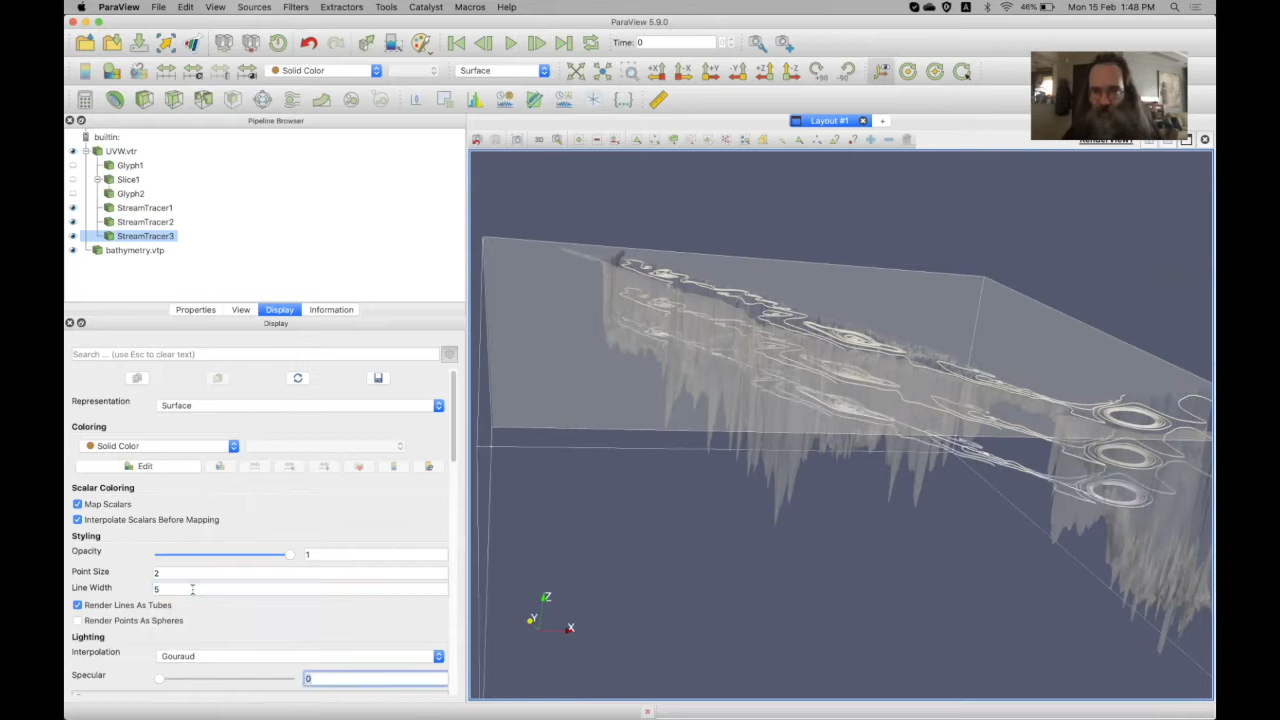 ParaView File Edit View Sources Filters Extractors Tools Catalyst Macros Help 46% Mon 15 Feb 1:48 PM
ParaView 5.9.0
Time: 0
Solid Color Surface +X -X +Y -Y +Z -Z +90 -90
Pipeline Browser
Layout #1 +
builtin:
3D
UVW.vtr
Glyph1
Slice1
Glyph2
StreamTracer1
StreamTracer2
StreamTracer3
bathymetry.vtp
Properties View Display Information
Display
Search ... (use Esc to clear text)
Representation Surface
Coloring
Solid Color
Edit
Scalar Coloring
Map Scalars
Interpolate Scalars Before Mapping
Styling
Opacity 1
Point Size 2
Line Width 5
Render Lines As Tubes
Render Points As Spheres
Lighting
Interpolation Gouraud
Specular 0
Z
Y
X